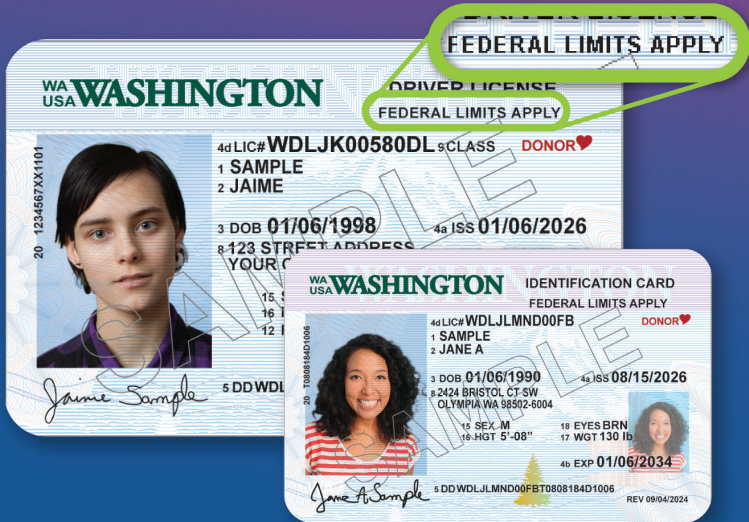 FEDERAL LIMITS APPLY
WA
USA
WASHINGTON
DRIVER LICENSE
FEDERAL LIMITS APPLY
20 1234567XX1101
4d LIC# WDLJK00580DL 9 CLASS DONOR
1 SAMPLE
2 JAIME
3 DOB 01/06/1998 4a ISS 01/06/2026
8 123 STREET ADDRESS
YOUR
15
16
12
5 DD WDL
Jaime Sample
SAMPLE
WA
USA
WASHINGTON
IDENTIFICATION CARD
FEDERAL LIMITS APPLY
20 T0808184D1006
4d LIC# WDLJLMND00FB DONOR
1 SAMPLE
2 JANE A
3 DOB 01/06/1990 4a ISS 08/15/2026
8 2424 BRISTOL CT SW
OLYMPIA WA 98502-6004
15 SEX M 18 EYES BRN
16 HGT 5'-08" 17 WGT 130 lb
4b EXP 01/06/2034
5 DD WDLJLMND00FBT0808184D1006
REV 09/04/2024
Jane A Sample
SAMPLE